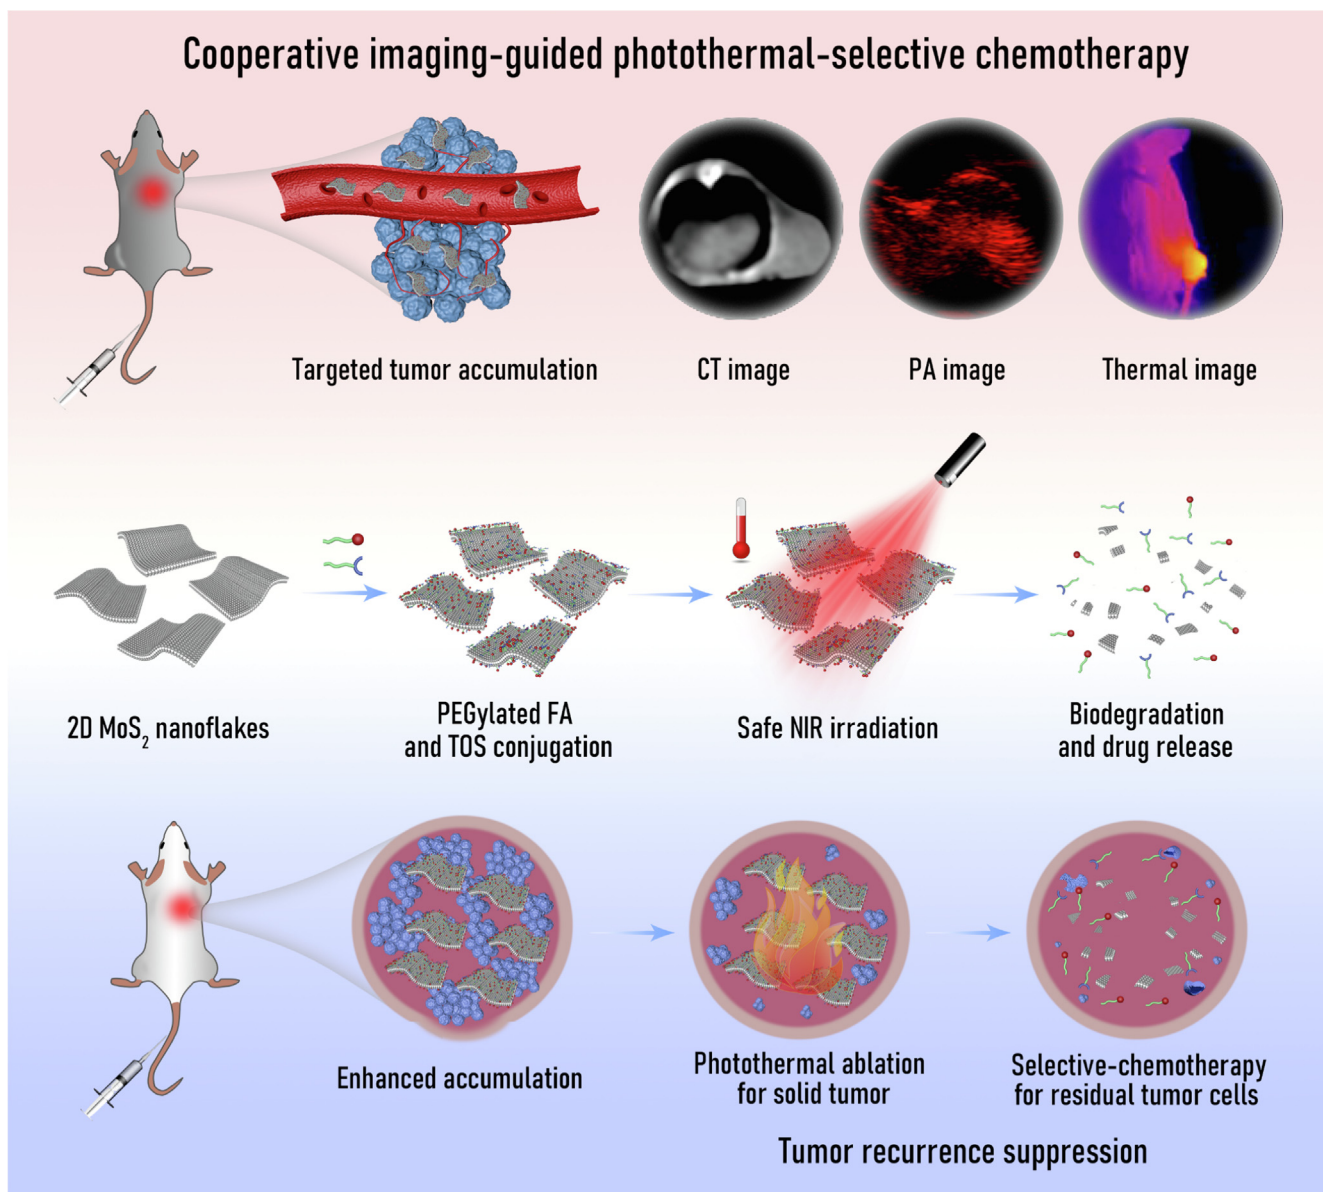 Cooperative imaging-guided photothermal-selective chemotherapy
Targeted tumor accumulation
CT image
PA image
Thermal image
2D MoS₂ nanoflakes
PEGylated FA
and TOS conjugation
Safe NIR irradiation
Biodegradation
and drug release
Enhanced accumulation
Photothermal ablation
for solid tumor
Selective-chemotherapy
for residual tumor cells
Tumor recurrence suppression